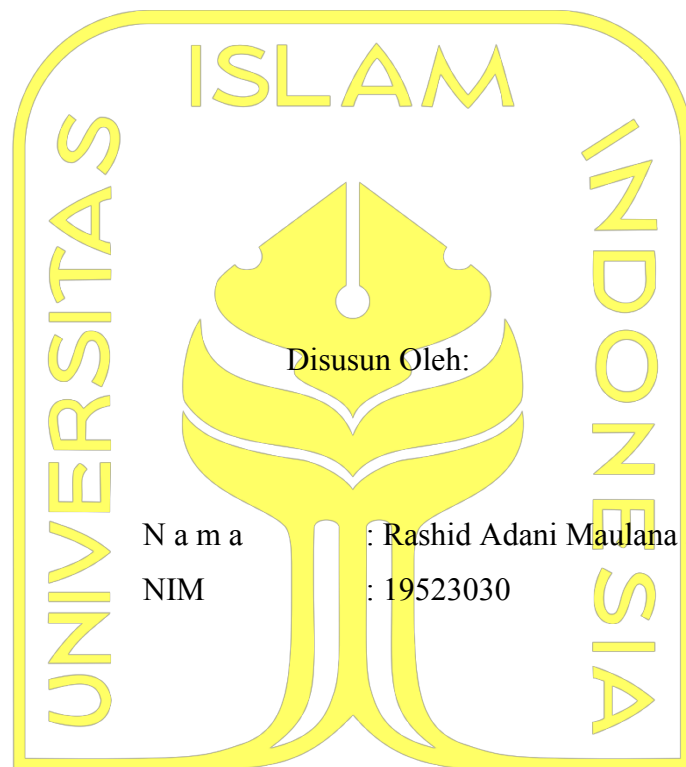 UNIVERSITAS
ISLAM
INDONESIA
Disusun Oleh:
N a m a : Rashid Adani Maulana
NIM : 19523030